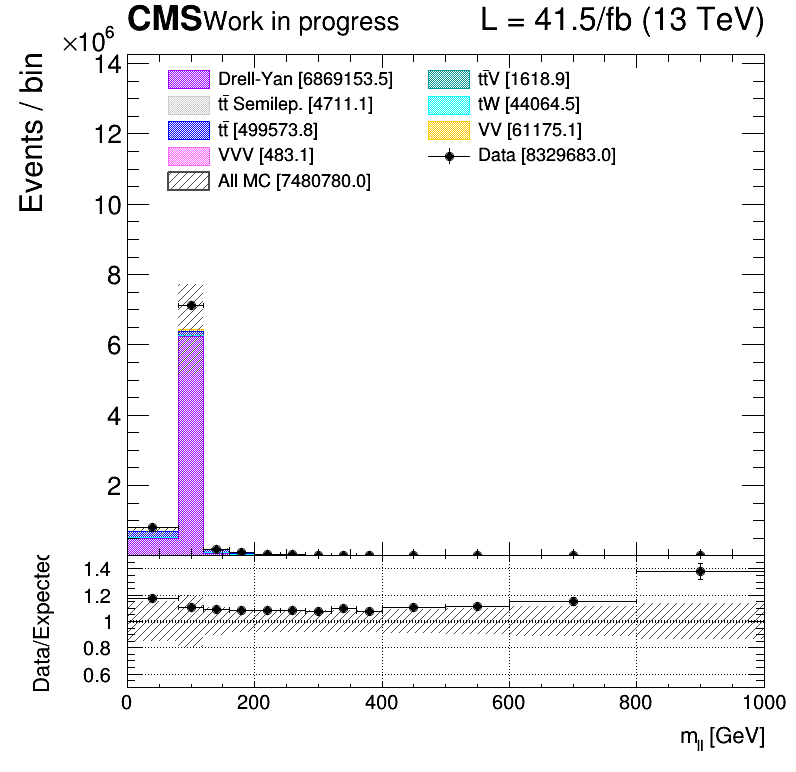 CMS Work in progress L = 41.5/fb (13 TeV)
×10⁶
Events / bin
14
12
10
8
6
4
2
Drell-Yan [6869153.5]
tt̄ Semilep. [4711.1]
tt̄ [499573.8]
VVV [483.1]
All MC [7480780.0]
tt̄V [1618.9]
tW [44064.5]
VV [61175.1]
Data [8329683.0]
Data/Expected
1.4
1.2
1
0.8
0.6
0 200 400 600 800 1000
m_ll [GeV]